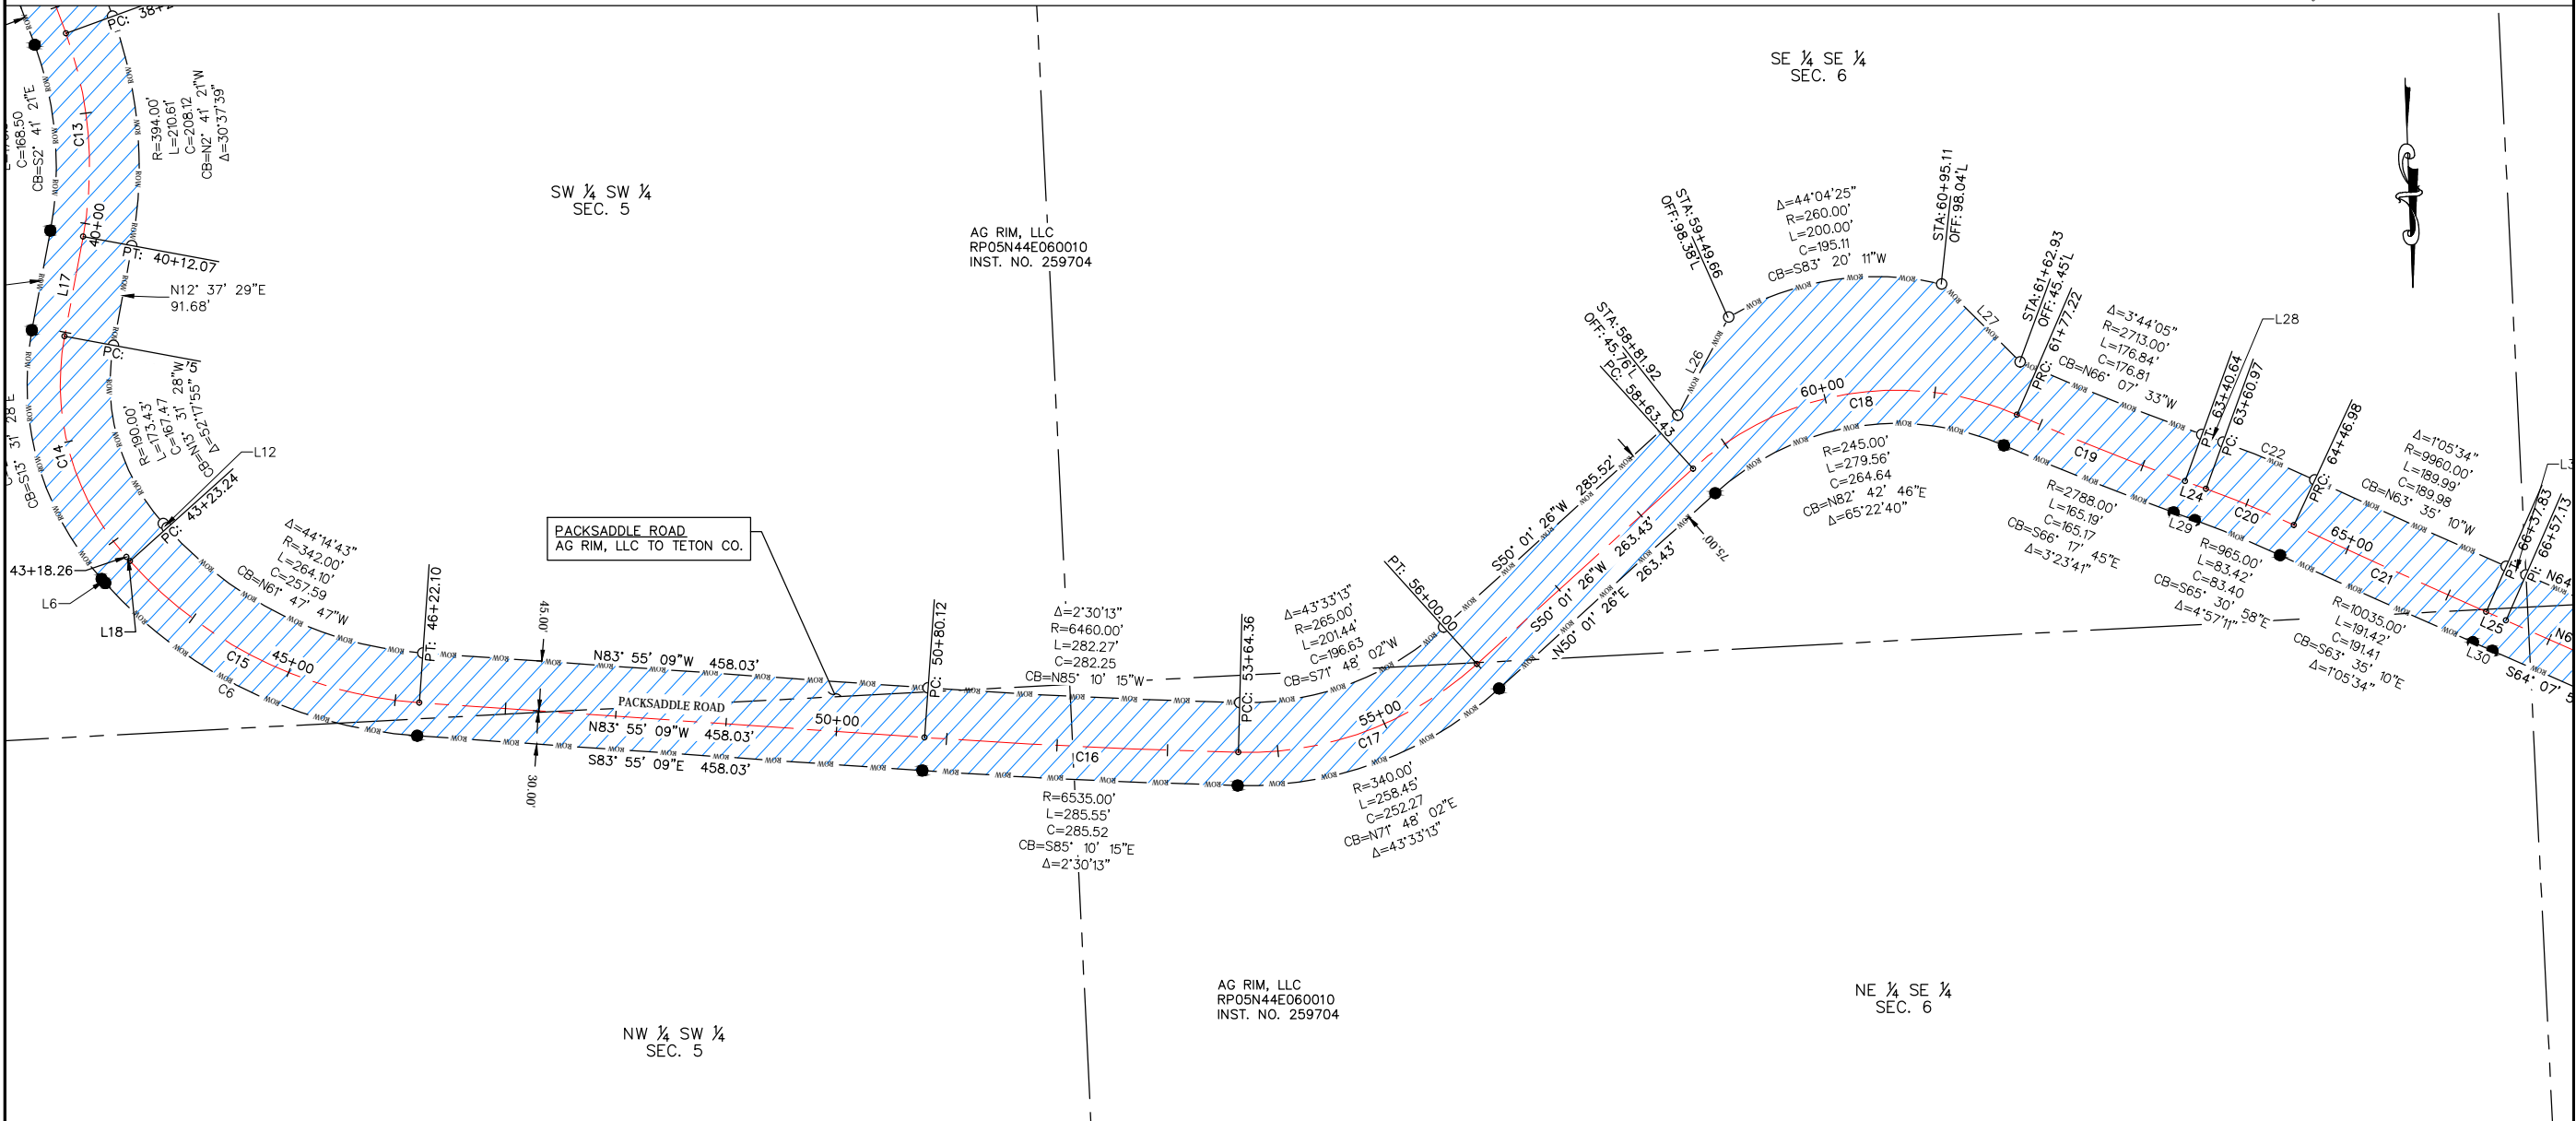 SE ¼ SE ¼
SEC. 6
SW ¼ SW ¼
SEC. 5
AG RIM, LLC
RP05N44E060010
INST. NO. 259704
C=168.50
CB=S2° 41' 21"E
C13
R=394.00'
L=210.61'
C=208.12
CB=N2° 41' 21"W
Δ=30°37'39"
40+00
PT: 40+12.07
L17
N12° 37' 29"E
91.68'
PC:
C14
R=190.00'
L=173.43'
C=167.47
Δ=52°17'55"
L12
PC: 43+23.24
43+18.26
L6
L18
Δ=44°14'43"
R=342.00'
L=264.10'
C=257.59
CB=N61° 47' 47"W
C15
45+00
C6
PT: 46+22.10
45.00'
30.00'
PACKSADDLE ROAD
AG RIM, LLC TO TETON CO.
N83° 55' 09"W 458.03'
PACKSADDLE ROAD
N83° 55' 09"W 458.03'
S83° 55' 09"E 458.03'
50+00
PC: 50+80.12
Δ=2°30'13"
R=6460.00'
L=282.27'
C=282.25
CB=N85° 10' 15"W
C16
R=6535.00'
L=285.55'
C=285.52
CB=S85° 10' 15"E
Δ=2°30'13"
PCC: 53+64.36
Δ=43°33'13"
R=265.00'
L=201.44'
C=196.63
CB=S71° 48' 02"W
55+00
C17
R=340.00'
L=258.45'
C=252.27
CB=N71° 48' 02"E
Δ=43°33'13"
PT: 56+00.00
S50° 01' 26"W 285.52'
S50° 01' 26"W 263.43'
N50° 01' 26"E 263.43'
75.00'
STA: 58+81.92
OFF: 45.76'L
PC: 58+63.43
L26
STA: 59+49.66
OFF: 98.38'L
Δ=44°04'25"
R=260.00'
L=200.00'
C=195.11
CB=S83° 20' 11"W
60+00
C18
R=245.00'
L=279.56'
C=264.64
CB=N82° 42' 46"E
Δ=65°22'40"
STA: 60+95.11
OFF: 98.04'L
L27
STA: 61+62.93
OFF: 45.45'L
PRC: 61+77.22
Δ=3°44'05"
R=2713.00'
L=176.84'
C=176.81
CB=N66° 07' 33"W
L28
C19
R=2788.00'
L=165.19'
C=165.17
CB=S66° 17' 45"E
Δ=3°23'41"
PT: 63+40.64
PC: 63+60.97
L24
L29
C22
C20
R=965.00'
L=83.42'
C=83.40
CB=S65° 30' 58"E
Δ=4°57'11"
PRC: 64+46.98
Δ=1°05'34"
R=9960.00'
L=189.99'
C=189.98
CB=N63° 35' 10"W
65+00
C21
R=10035.00'
L=191.42'
C=191.41
CB=S63° 35' 10"E
Δ=1°05'34"
PT: 66+37.83
PI: 66+57.13
L25
L30
N64
S64° 07'
NW ¼ SW ¼
SEC. 5
AG RIM, LLC
RP05N44E060010
INST. NO. 259704
NE ¼ SE ¼
SEC. 6